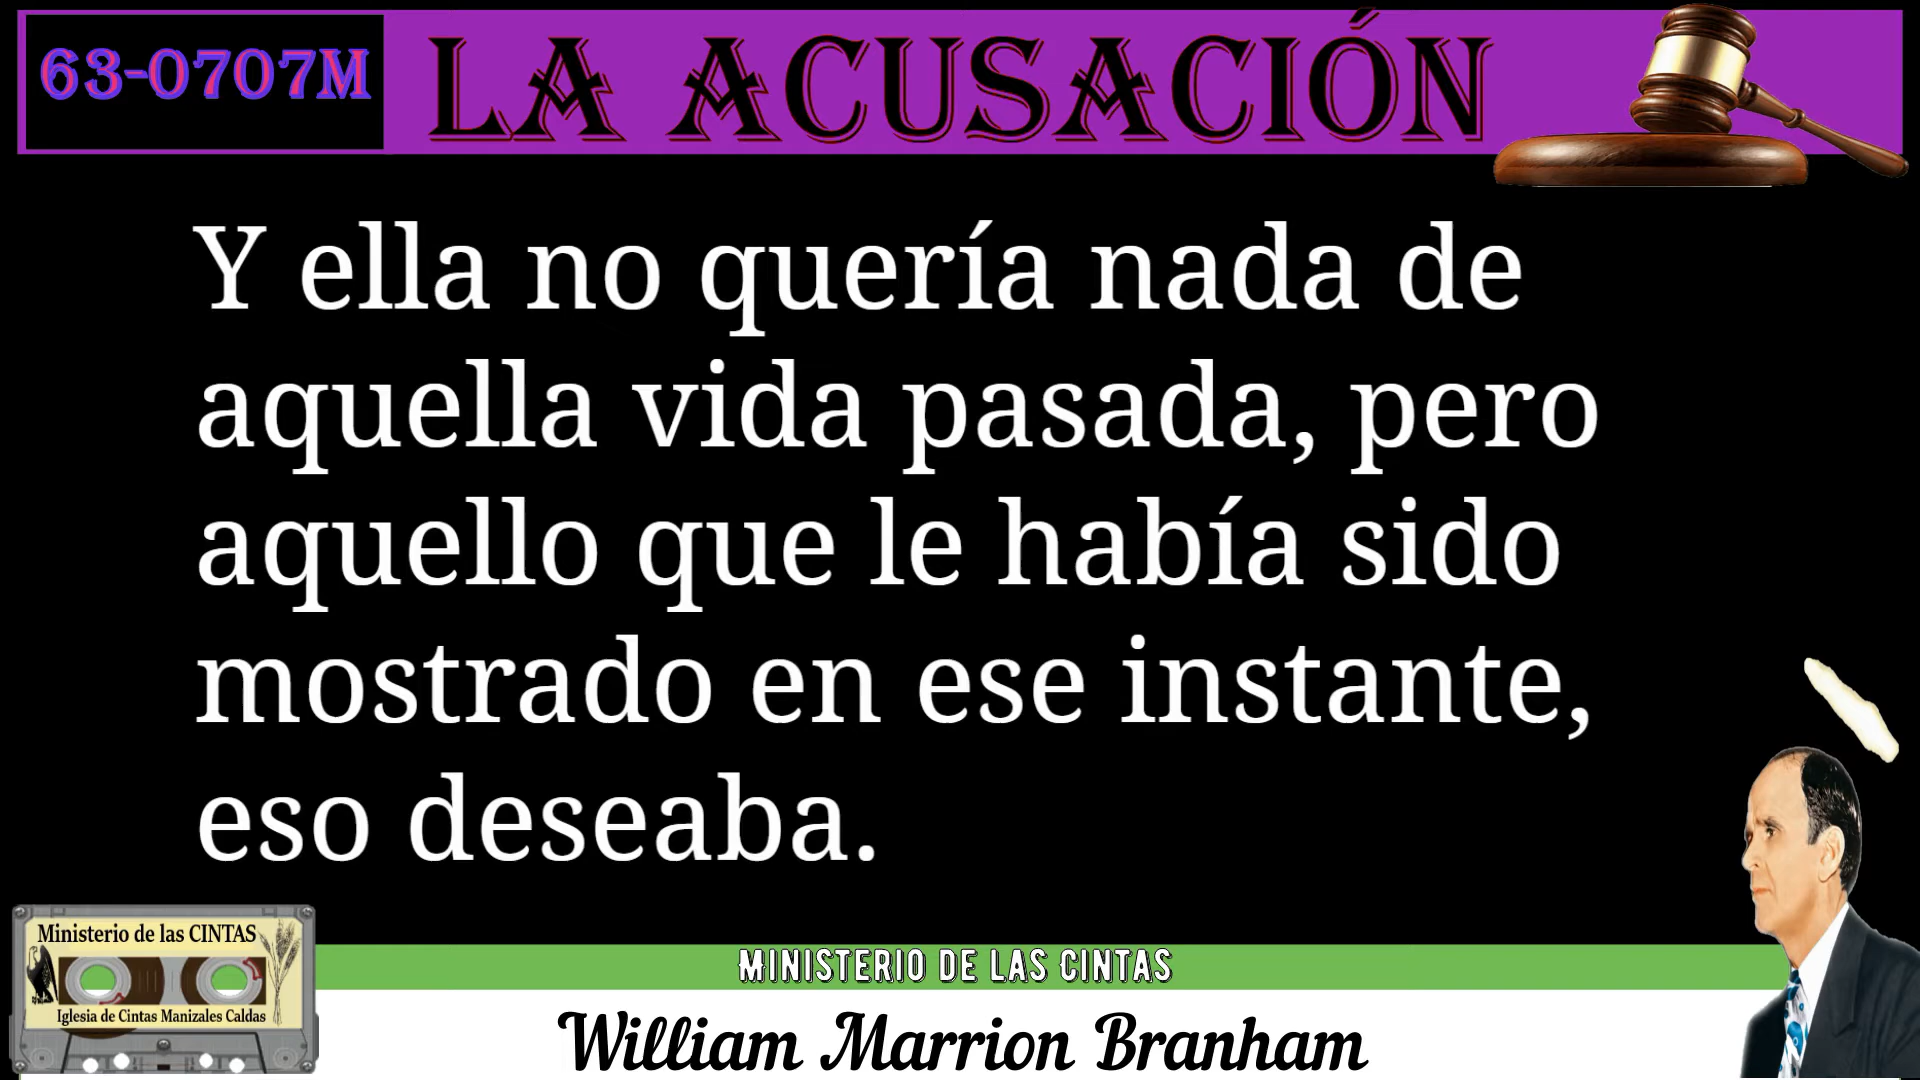 63-0707M
LA ACUSACIÓN
Y ella no quería nada de
aquella vida pasada, pero
aquello que le había sido
mostrado en ese instante,
eso deseaba.
Ministerio de las CINTAS
Iglesia de Cintas Manizales Caldas
MINISTERIO DE LAS CINTAS
William Marrion Branham